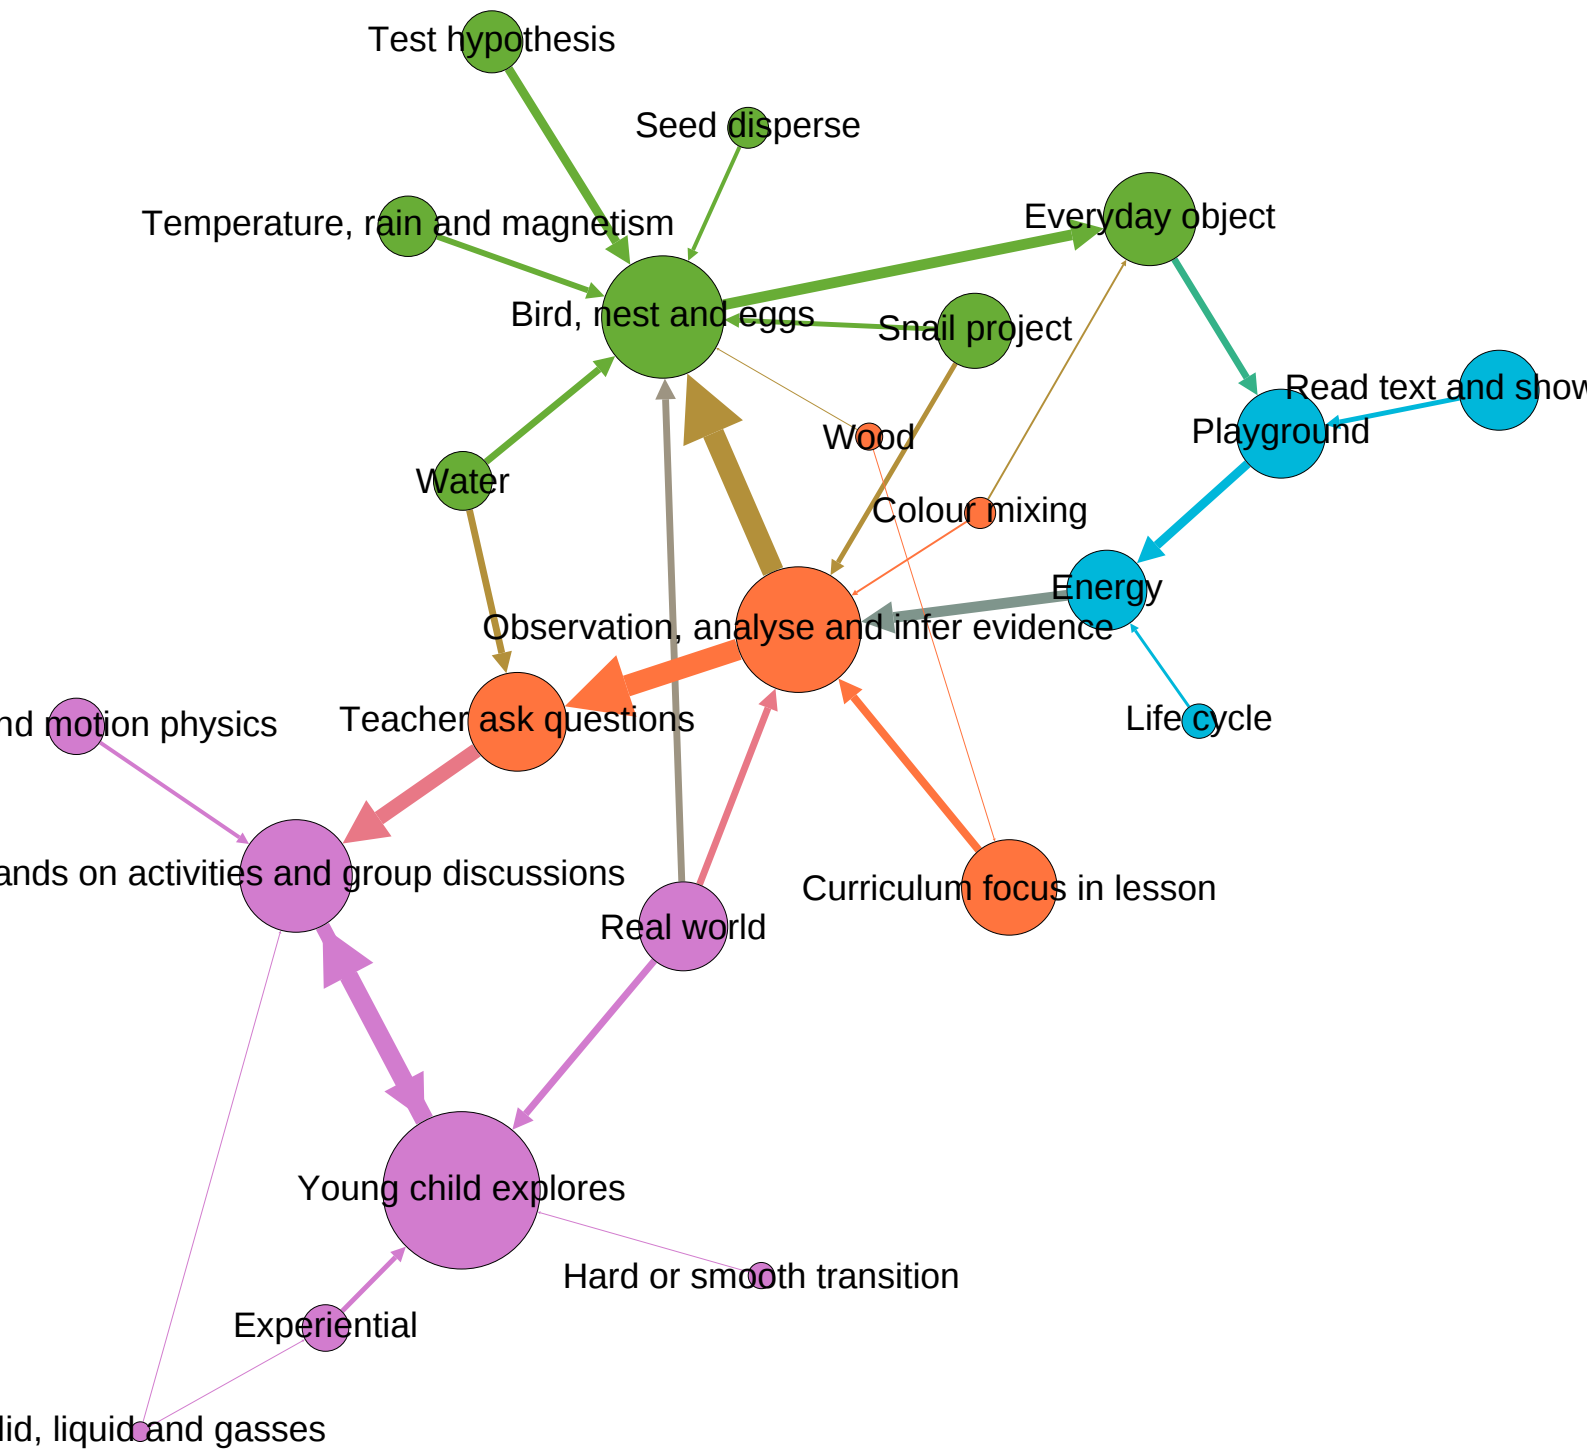 Test hypothesis
Seed disperse
Temperature, rain and magnetism
Everyday object
Bird, nest and eggs
Snail project
Read text and show
Wood
Playground
Water
Colour mixing
Energy
Observation, analyse and infer evidence
Teacher ask questions
Life cycle
nd motion physics
ands on activities and group discussions
Curriculum focus in lesson
Real world
Young child explores
Hard or smooth transition
Experiential
lid, liquid and gasses